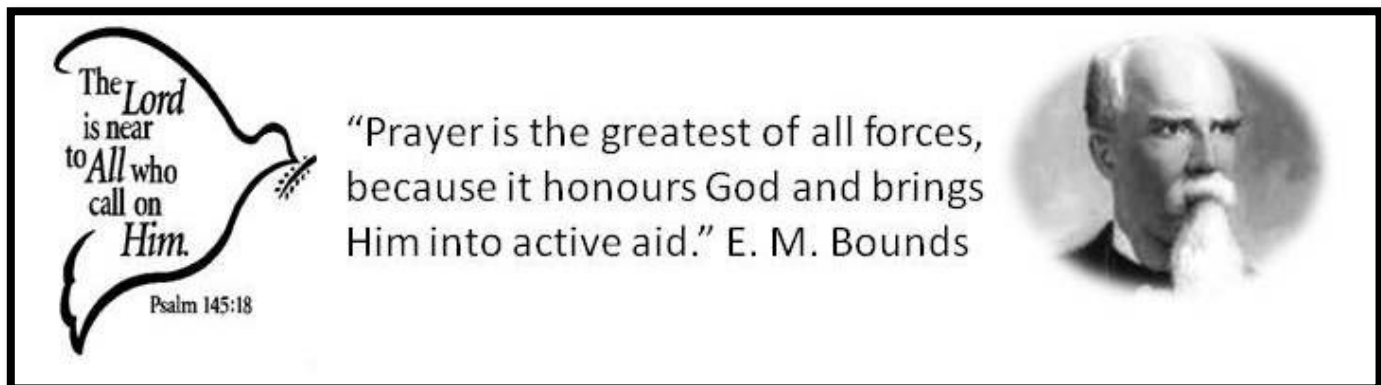 The Lord
is near
to All who
call on
Him.
Psalm 145:18
“Prayer is the greatest of all forces,
because it honours God and brings
Him into active aid.” E. M. Bounds